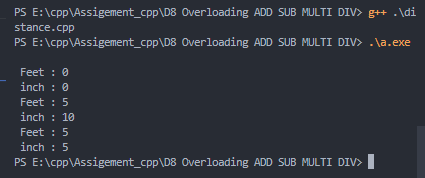 PS E:\cpp\Assigement_cpp\D8 Overloading ADD SUB MULTI DIV> g++ .\di
stance.cpp
PS E:\cpp\Assigement_cpp\D8 Overloading ADD SUB MULTI DIV> .\a.exe
Feet : 0
inch : 0
Feet : 5
inch : 10
Feet : 5
inch : 5
PS E:\cpp\Assigement_cpp\D8 Overloading ADD SUB MULTI DIV>